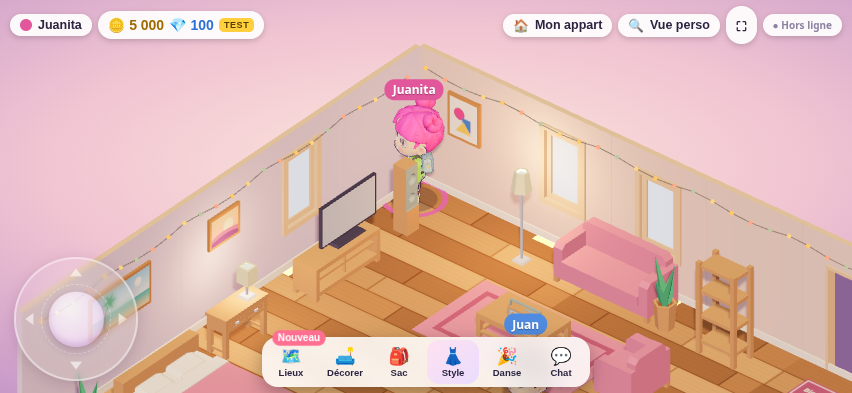 Juanita
5 000
100
TEST
Mon appart
Vue perso
Hors ligne
Juanita
Juan
Nouveau
Lieux
Décorer
Sac
Style
Danse
Chat